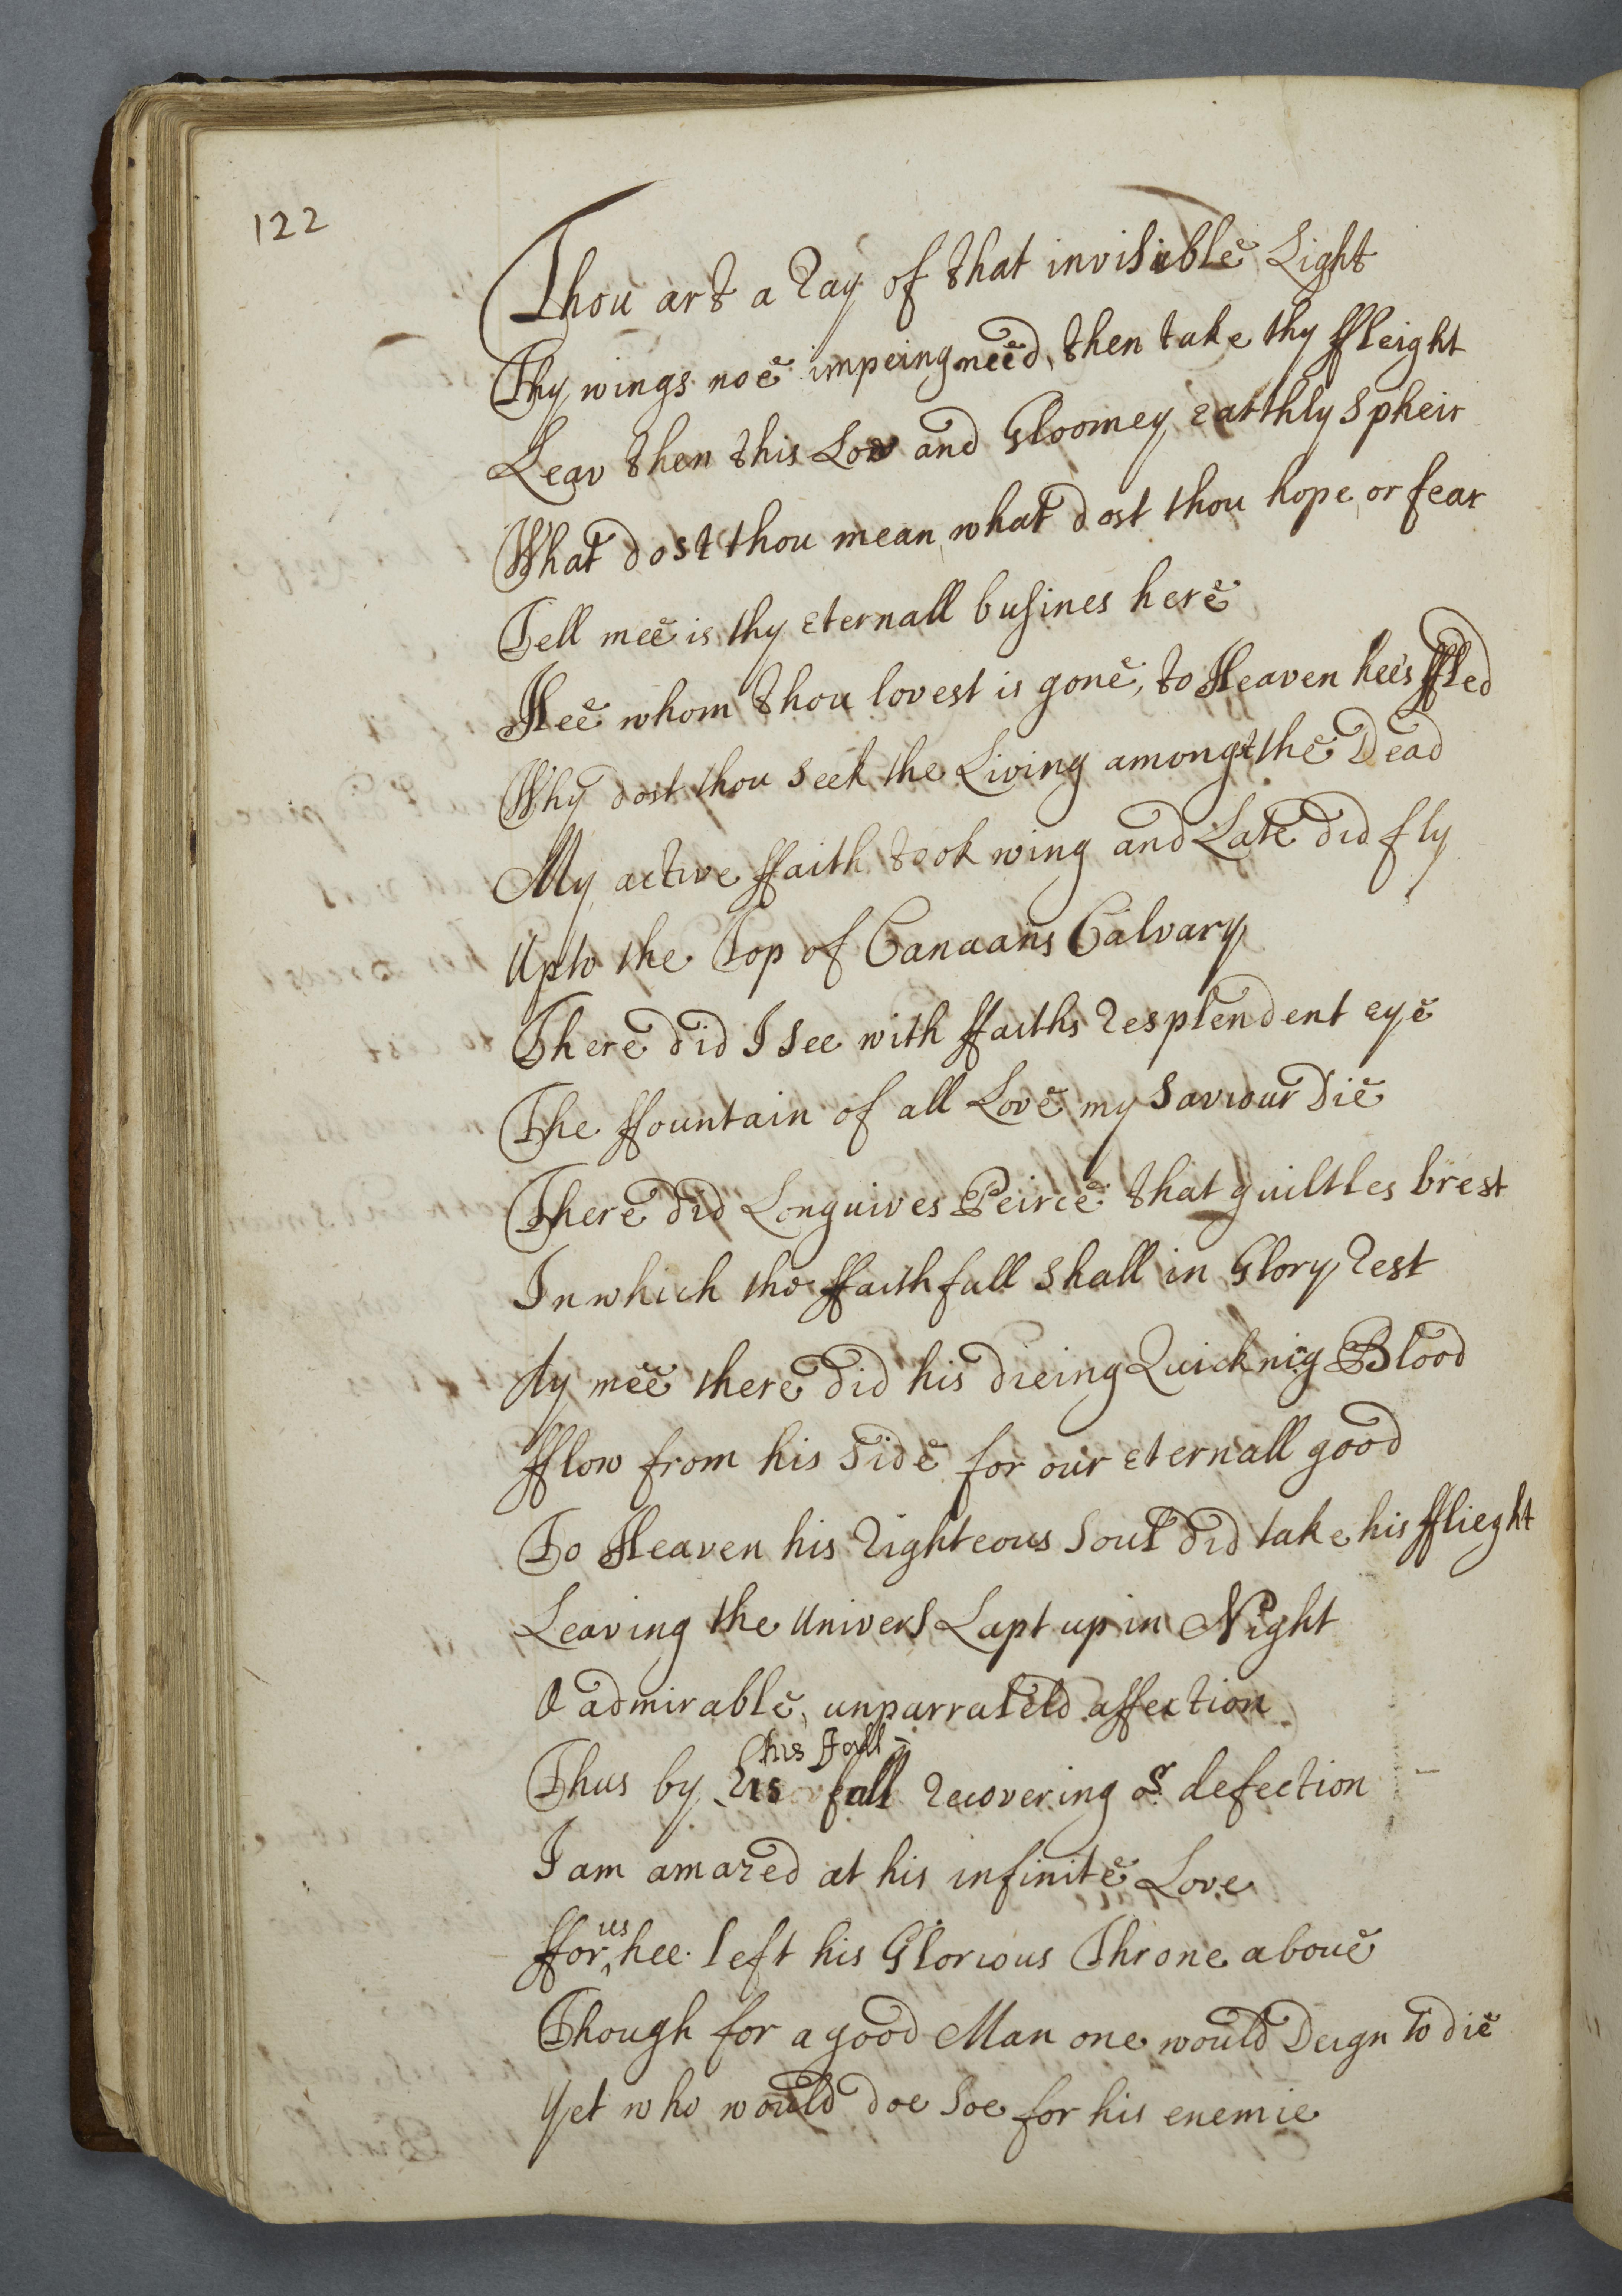 122
Thou art a Ray of that invisible Light
Thy wings noe impeing need, then take thy ffleight
Leav then this Low and Gloomey earthly Spheir
What dost thou mean, what dost thou hope, or fear
Tell mee is thy eternall busines here
Hee whom thou lovest is gone, to Heaven hee's ffled
Why dost thou seek the Living amongst the Dead
My active ffaith took wing and Late did fly
Up to the Top of Canaans Calvary
There did I see with ffaiths Resplendent eye
The ffountain of all Love my Saviour Die
There did Longuives Peirce that guiltles brest
In which the ffaithfull shall in Glory Rest
Ay mee there did his dieing Quicknig Blood
fflow from his Side for our eternall good
To Heaven his Righteous Soul did take his fflieght
Leaving the Univers Lapt up in Night
O admirable, unparraleld affection
his ffall
Thus by fall Recovering or defection
I am amazed at his infinite Love
ffor us hee left his Glorious Throne above
Though for a good Man one would Deign to die
Yet who would doe soe for his enemie